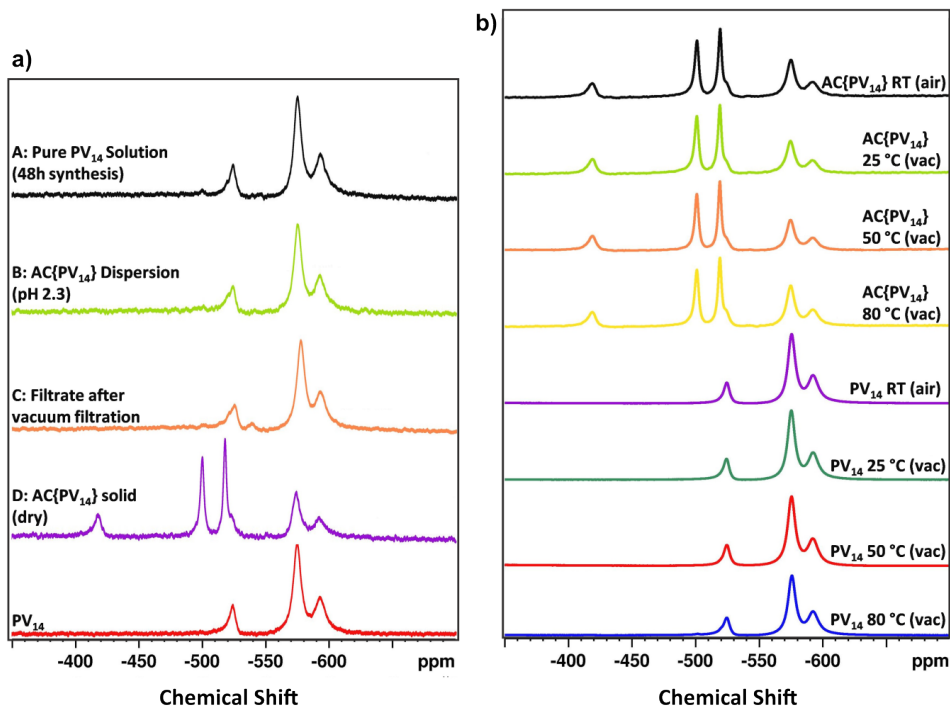 a)
A: Pure PV₁₄ Solution
(48h synthesis)
B: AC{PV₁₄} Dispersion
(pH 2.3)
C: Filtrate after
vacuum filtration
D: AC{PV₁₄} solid
(dry)
PV₁₄
-400 -450 -500 -550 -600 ppm
Chemical Shift
b)
AC{PV₁₄} RT (air)
AC{PV₁₄}
25 °C (vac)
AC{PV₁₄}
50 °C (vac)
AC{PV₁₄}
80 °C (vac)
PV₁₄ RT (air)
PV₁₄ 25 °C (vac)
PV₁₄ 50 °C (vac)
PV₁₄ 80 °C (vac)
-400 -450 -500 -550 -600 ppm
Chemical Shift